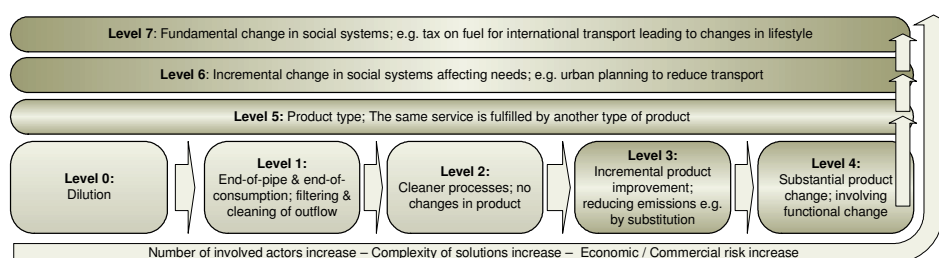 Level 7: Fundamental change in social systems; e.g. tax on fuel for international transport leading to changes in lifestyle
Level 6: Incremental change in social systems affecting needs; e.g. urban planning to reduce transport
Level 5: Product type; The same service is fulfilled by another type of product
Level 0:
Dilution
Level 1:
End-of-pipe & end-of-
consumption; filtering &
cleaning of outflow
Level 2:
Cleaner processes; no
changes in product
Level 3:
Incremental product
improvement;
reducing emissions e.g.
by substitution
Level 4:
Substantial product
change; involving
functional change
Number of involved actors increase – Complexity of solutions increase – Economic / Commercial risk increase